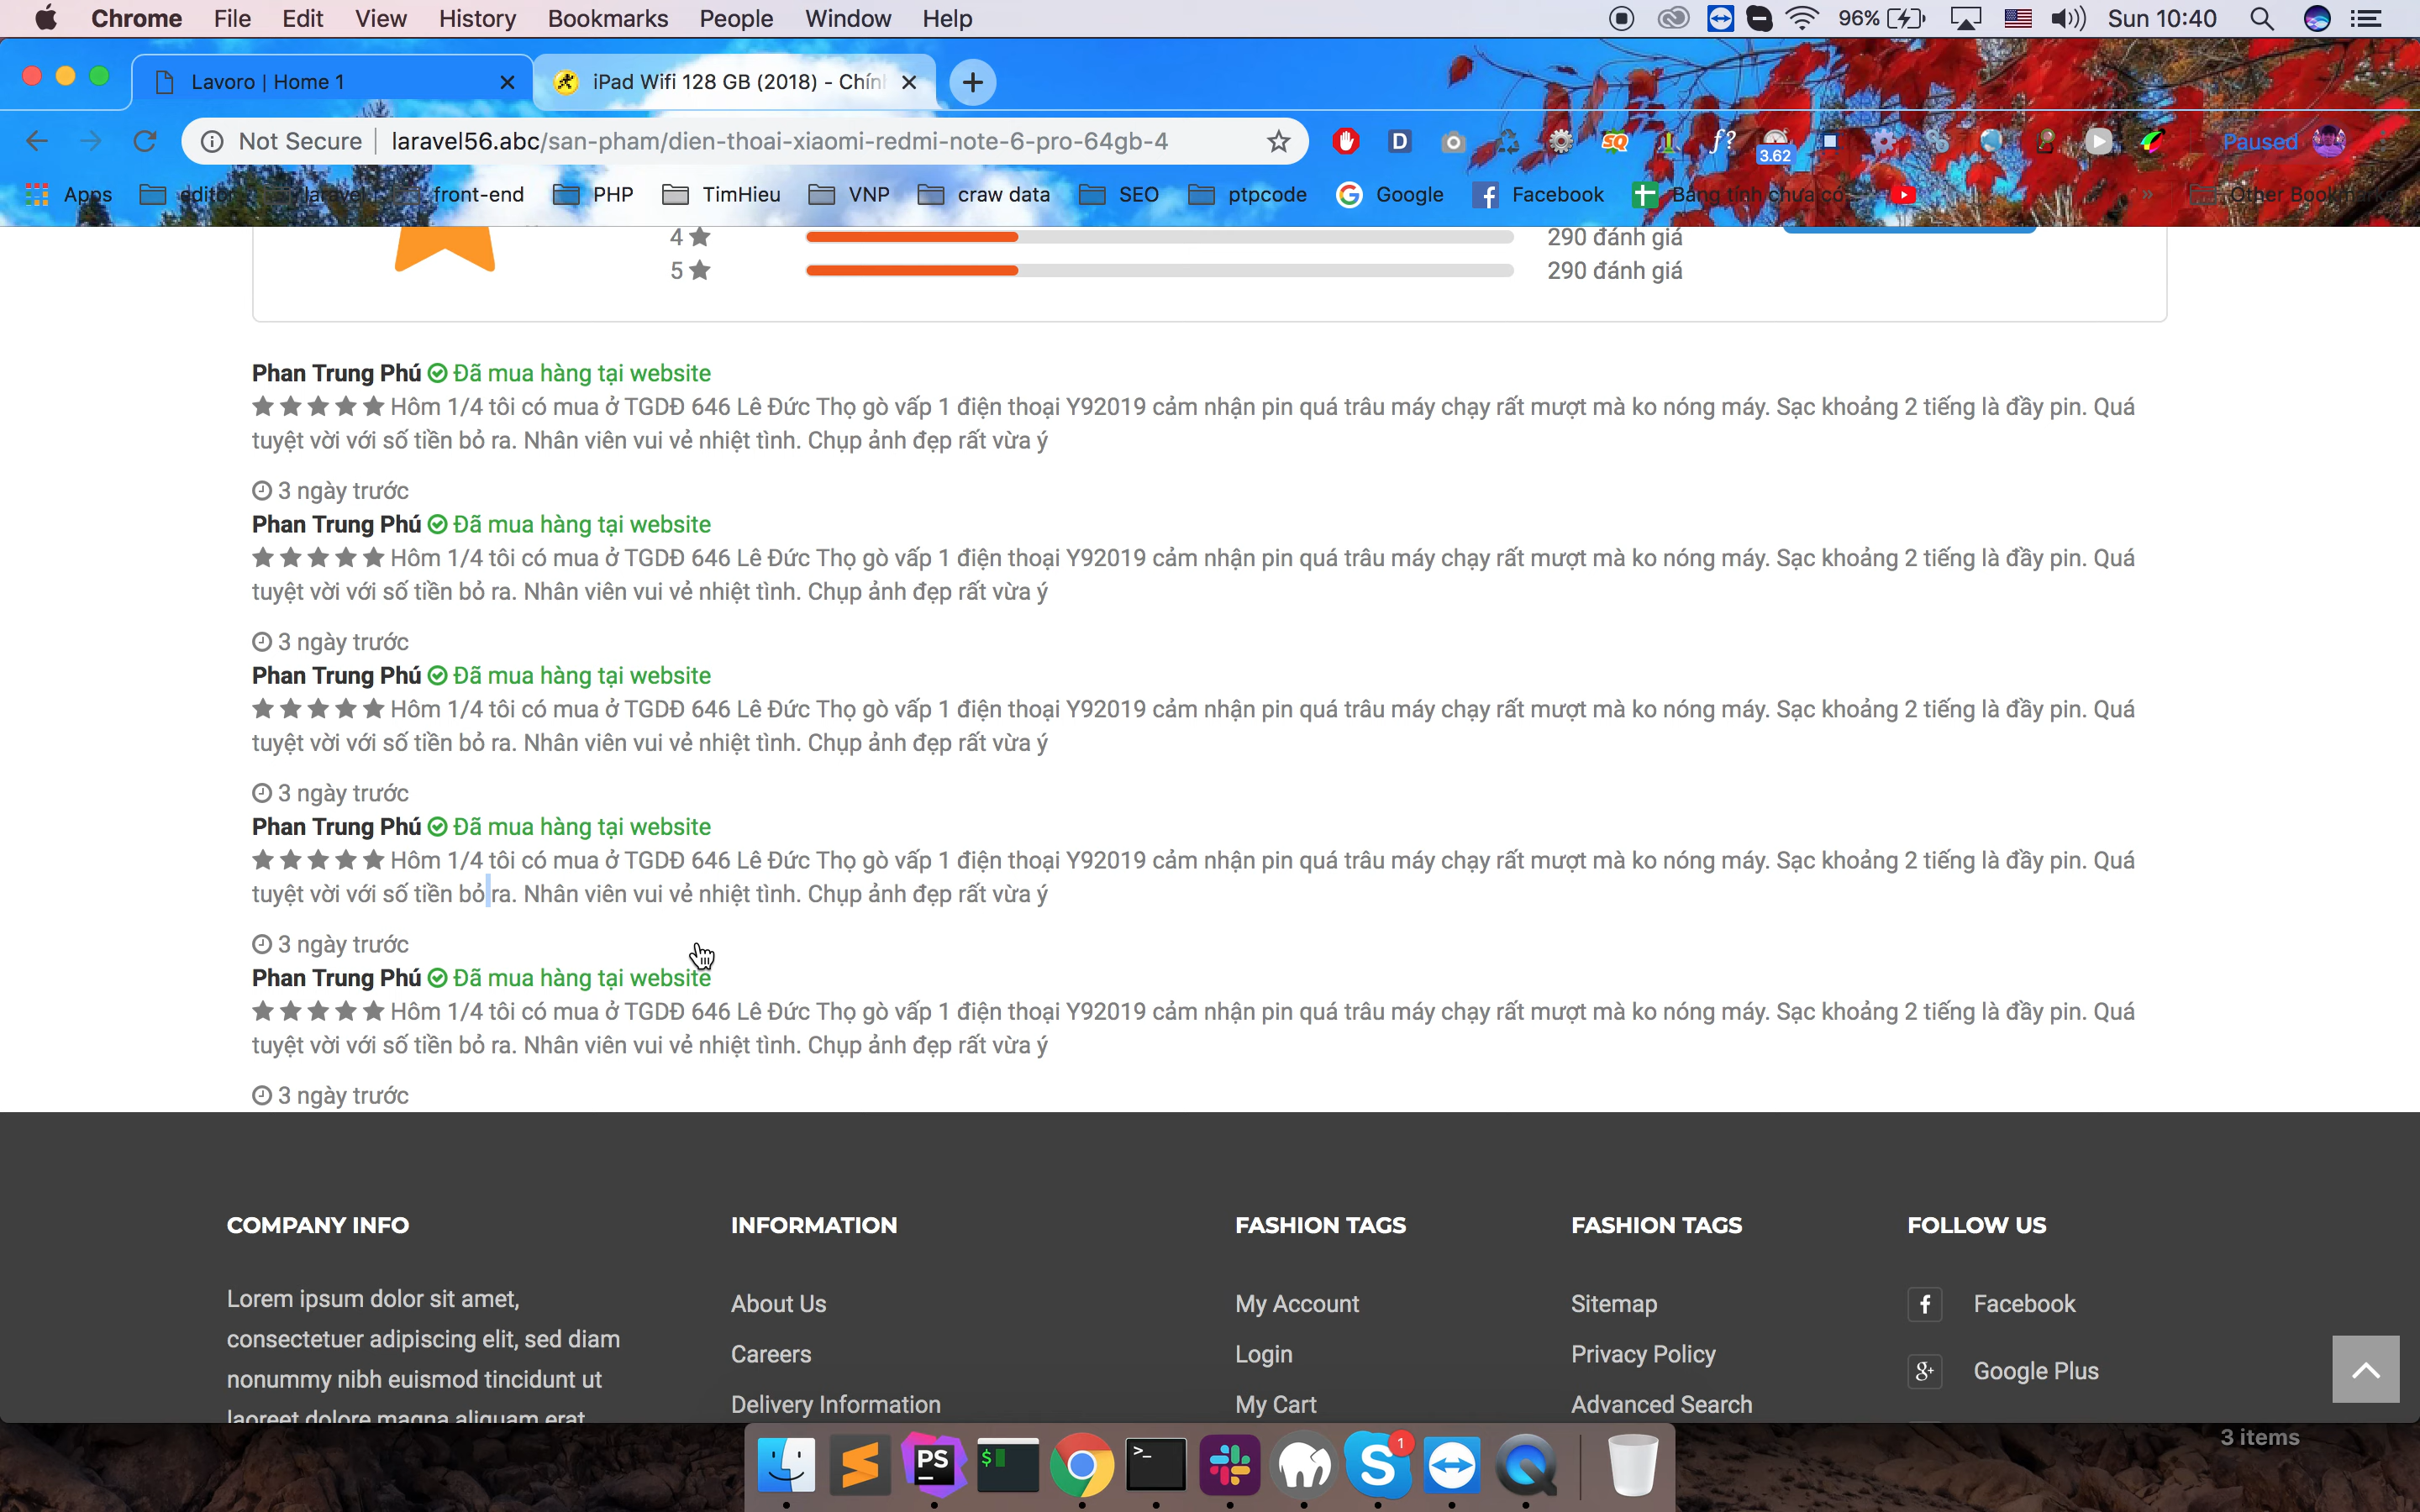 Chrome File Edit View History Bookmarks People Window Help 96% Sun 10:40
Lavoro | Home 1 iPad Wifi 128 GB (2018) - Chính
Not Secure laravel56.abc/san-pham/dien-thoai-xiaomi-redmi-note-6-pro-64gb-4 D SQ f? 3.62 Paused
Apps editor laravel front-end PHP TimHieu VNP craw data SEO ptpcode Google Facebook Bảng tính chưa có » Other Bookmarks
4 290 đánh giá
5 290 đánh giá
Phan Trung Phú Đã mua hàng tại website
Hôm 1/4 tôi có mua ở TGDĐ 646 Lê Đức Thọ gò vấp 1 điện thoại Y92019 cảm nhận pin quá trâu máy chạy rất mượt mà ko nóng máy. Sạc khoảng 2 tiếng là đầy pin. Quá
tuyệt vời với số tiền bỏ ra. Nhân viên vui vẻ nhiệt tình. Chụp ảnh đẹp rất vừa ý
3 ngày trước
Phan Trung Phú Đã mua hàng tại website
Hôm 1/4 tôi có mua ở TGDĐ 646 Lê Đức Thọ gò vấp 1 điện thoại Y92019 cảm nhận pin quá trâu máy chạy rất mượt mà ko nóng máy. Sạc khoảng 2 tiếng là đầy pin. Quá
tuyệt vời với số tiền bỏ ra. Nhân viên vui vẻ nhiệt tình. Chụp ảnh đẹp rất vừa ý
3 ngày trước
Phan Trung Phú Đã mua hàng tại website
Hôm 1/4 tôi có mua ở TGDĐ 646 Lê Đức Thọ gò vấp 1 điện thoại Y92019 cảm nhận pin quá trâu máy chạy rất mượt mà ko nóng máy. Sạc khoảng 2 tiếng là đầy pin. Quá
tuyệt vời với số tiền bỏ ra. Nhân viên vui vẻ nhiệt tình. Chụp ảnh đẹp rất vừa ý
3 ngày trước
Phan Trung Phú Đã mua hàng tại website
Hôm 1/4 tôi có mua ở TGDĐ 646 Lê Đức Thọ gò vấp 1 điện thoại Y92019 cảm nhận pin quá trâu máy chạy rất mượt mà ko nóng máy. Sạc khoảng 2 tiếng là đầy pin. Quá
tuyệt vời với số tiền bỏ ra. Nhân viên vui vẻ nhiệt tình. Chụp ảnh đẹp rất vừa ý
3 ngày trước
Phan Trung Phú Đã mua hàng tại website
Hôm 1/4 tôi có mua ở TGDĐ 646 Lê Đức Thọ gò vấp 1 điện thoại Y92019 cảm nhận pin quá trâu máy chạy rất mượt mà ko nóng máy. Sạc khoảng 2 tiếng là đầy pin. Quá
tuyệt vời với số tiền bỏ ra. Nhân viên vui vẻ nhiệt tình. Chụp ảnh đẹp rất vừa ý
3 ngày trước
COMPANY INFO INFORMATION FASHION TAGS FASHION TAGS FOLLOW US
Lorem ipsum dolor sit amet,
consectetuer adipiscing elit, sed diam
nonummy nibh euismod tincidunt ut
laoreet dolore magna aliquam erat
About Us
Careers
Delivery Information
My Account
Login
My Cart
Sitemap
Privacy Policy
Advanced Search
f Facebook
g+ Google Plus
3 items
PS $ >_ S 1